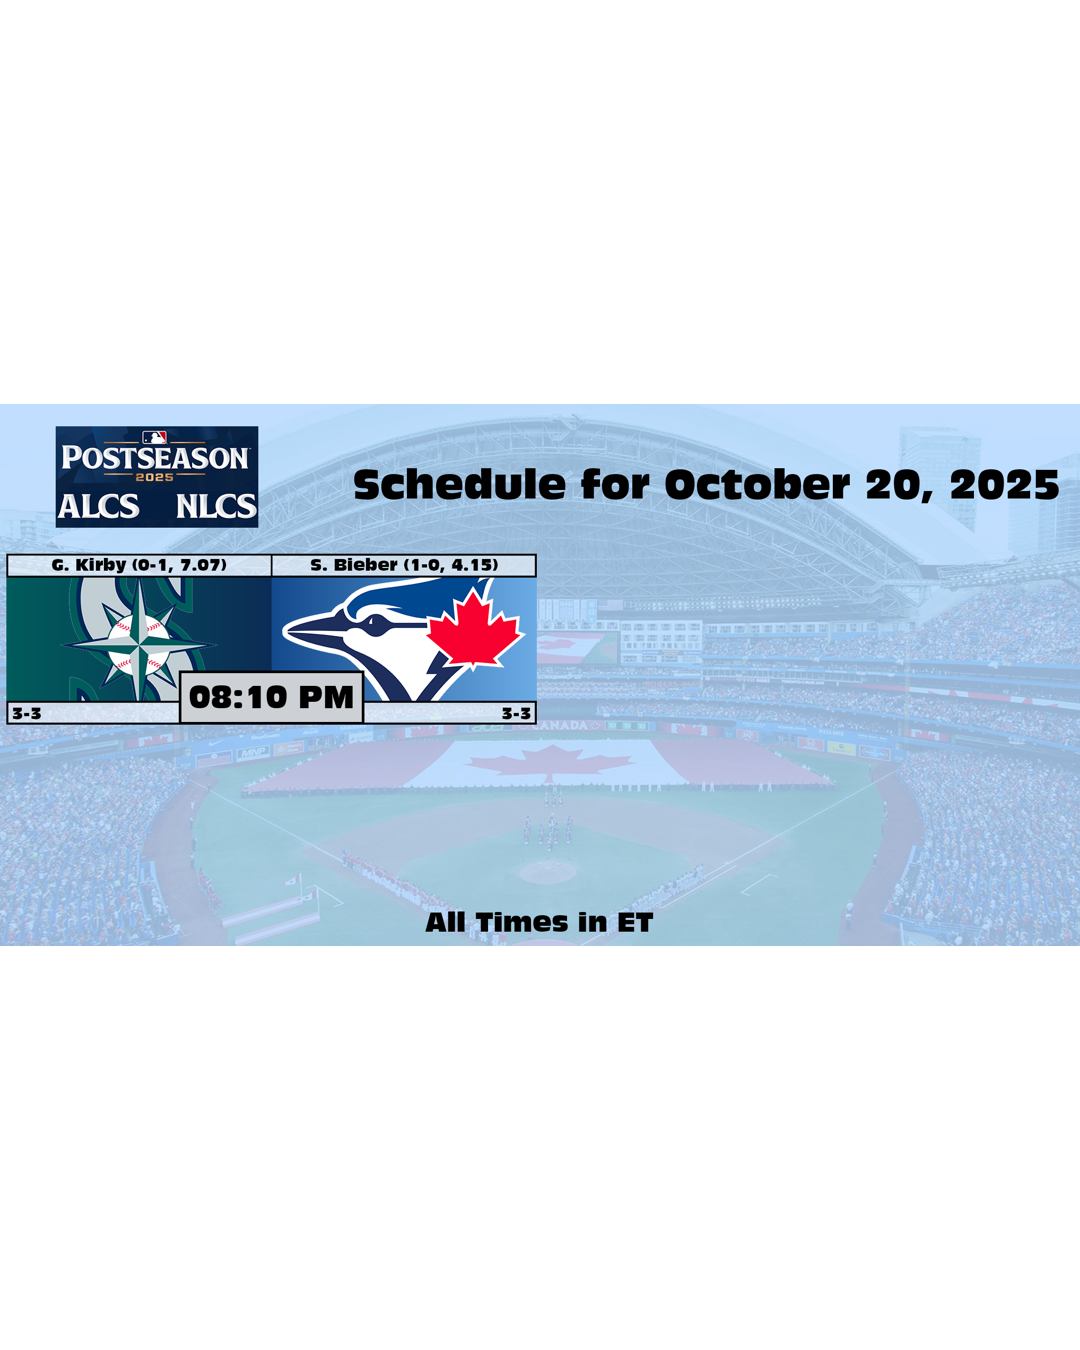 POSTSEASON
2025
ALCS NLCS
Schedule for October 20, 2025
G. Kirby (0-1, 7.07)
S. Bieber (1-0, 4.15)
08:10 PM
3-3
3-3
CANADA
All Times in ET